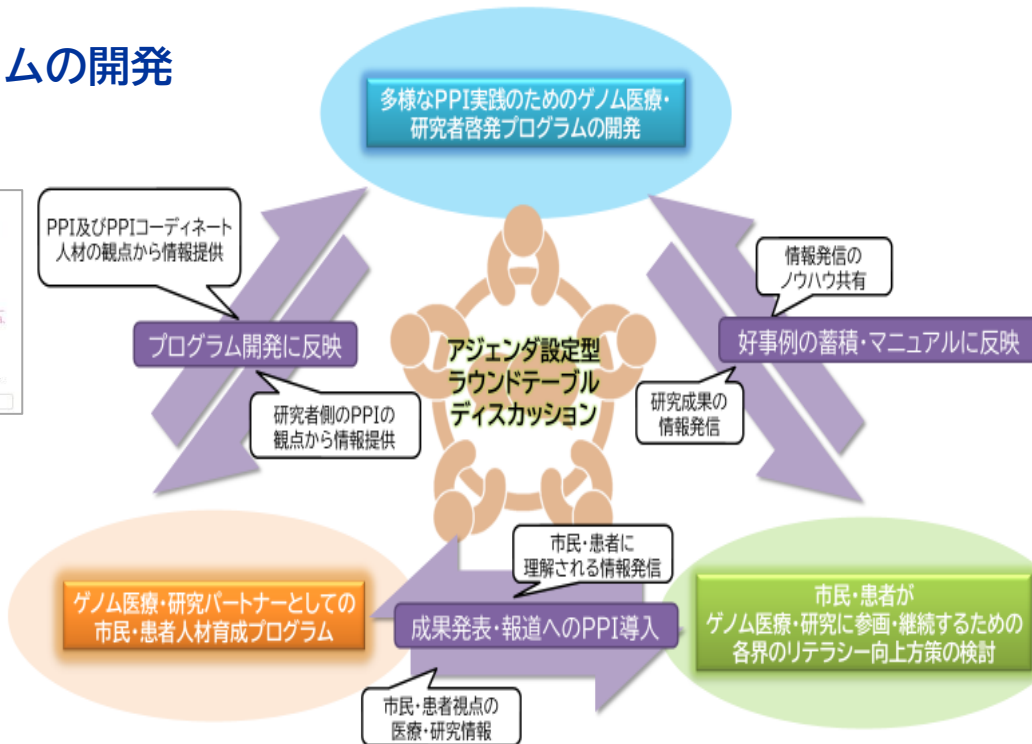 ムの開発
多様なPPI実践のためのゲノム医療・
研究者啓発プログラムの開発
PPI及びPPIコーディネート
人材の観点から情報提供
プログラム開発に反映
研究者側のPPIの
観点から情報提供
アジェンダ設定型
ラウンドテーブル
ディスカッション
情報発信の
ノウハウ共有
好事例の蓄積・マニュアルに反映
研究成果の
情報発信
市民・患者に
理解される情報発信
成果発表・報道へのPPI導入
市民・患者視点の
医療・研究情報
ゲノム医療・研究パートナーとしての
市民・患者人材育成プログラム
市民・患者が
ゲノム医療・研究に参画・継続するための
各界のリテラシー向上方策の検討